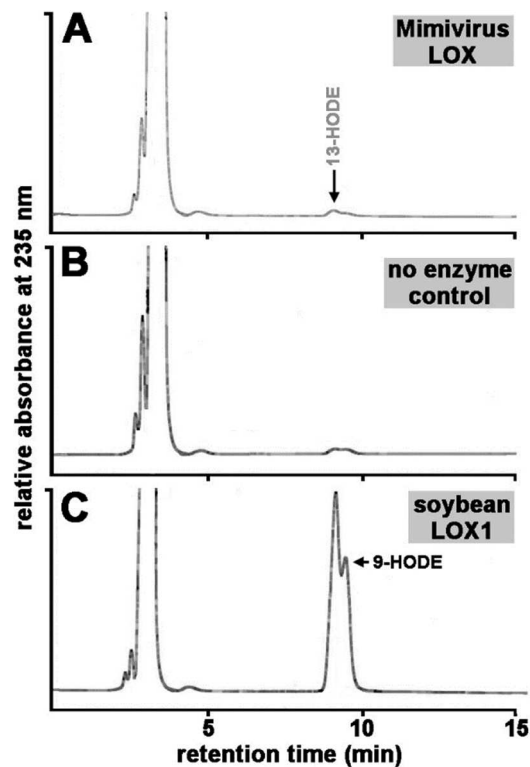 A
Mimivirus
LOX
13-HODE
B
no enzyme
control
relative absorbance at 235 nm
C
soybean
LOX1
9-HODE
5
10
15
retention time (min)